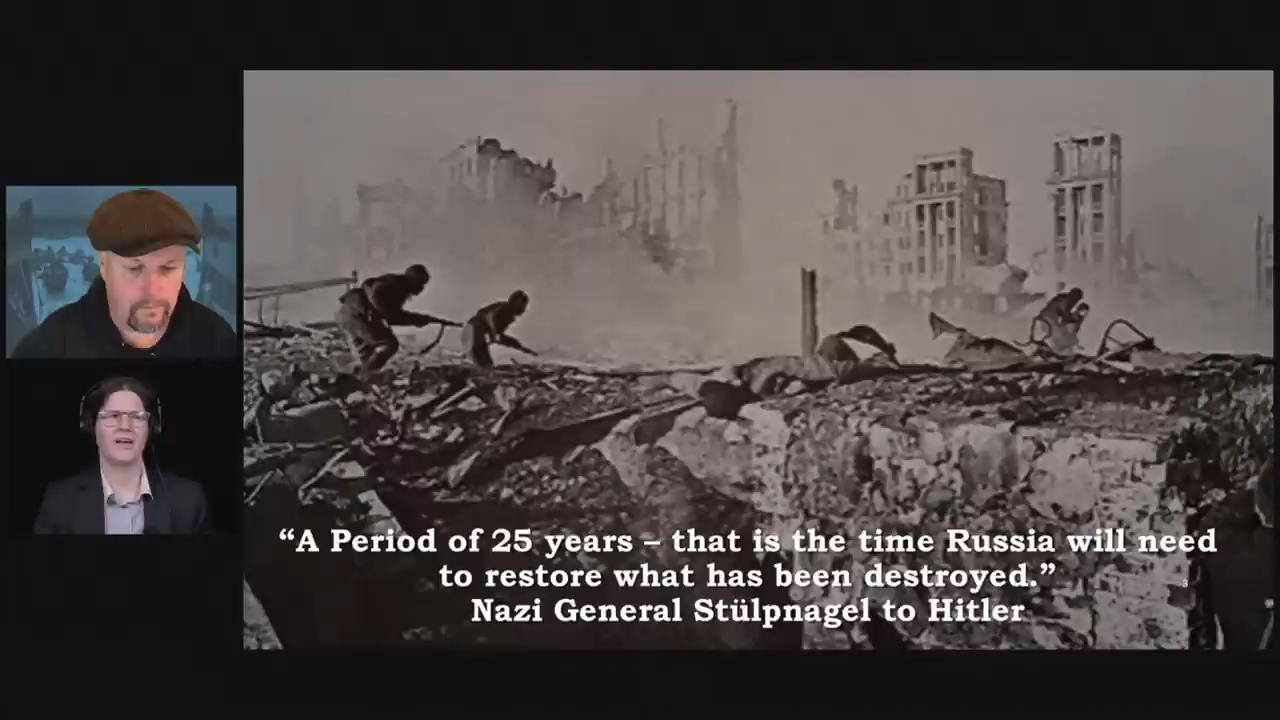 “A Period of 25 years – that is the time Russia will need
to restore what has been destroyed.”
Nazi General Stülpnagel to Hitler
3